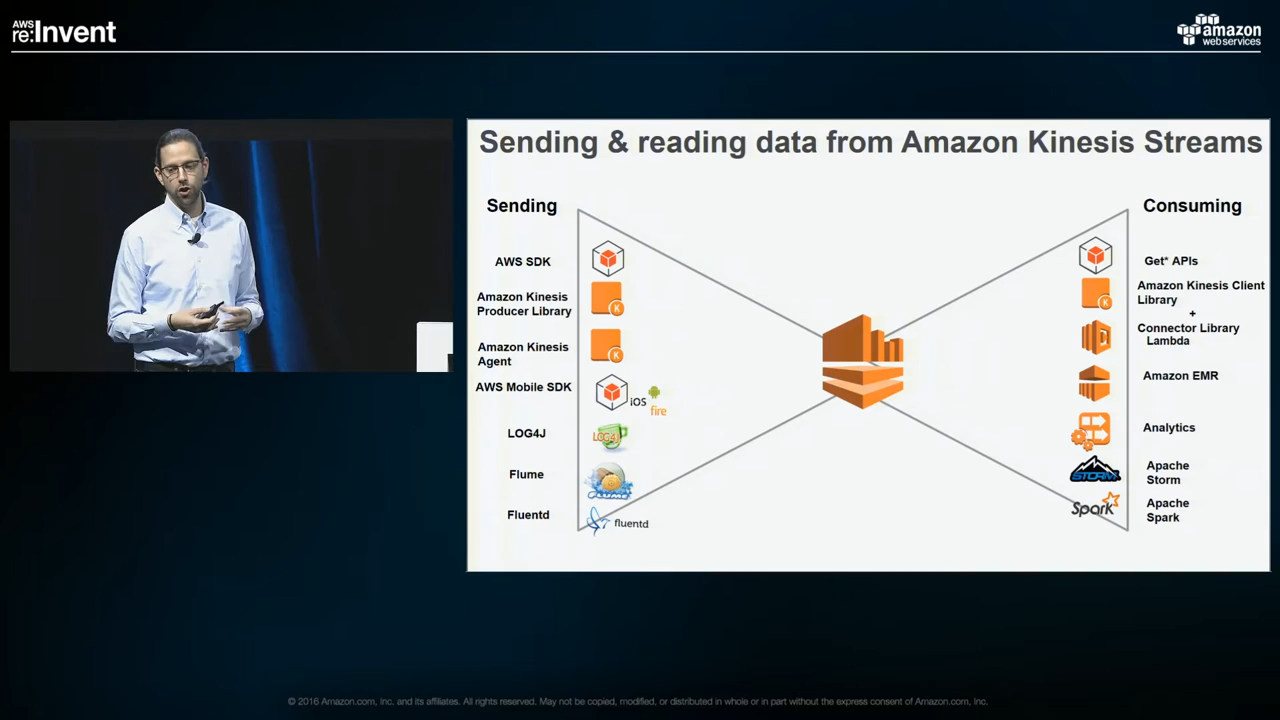 AWS
re:Invent
amazon
web services
Sending & reading data from Amazon Kinesis Streams
Sending
AWS SDK
Amazon Kinesis
Producer Library
K
Amazon Kinesis
Agent
K
AWS Mobile SDK
iOS
fire
LOG4J
LOG4J
Flume
FLUME
Fluentd
fluentd
Consuming
Get* APIs
Amazon Kinesis Client
Library
K
+
Connector Library
Lambda
Amazon EMR
Analytics
STORM
Apache
Storm
Spark
Apache
Spark
© 2016 Amazon.com, Inc. and its affiliates. All rights reserved. May not be copied, modified, or distributed in whole or in part without the express consent of Amazon.com, Inc.